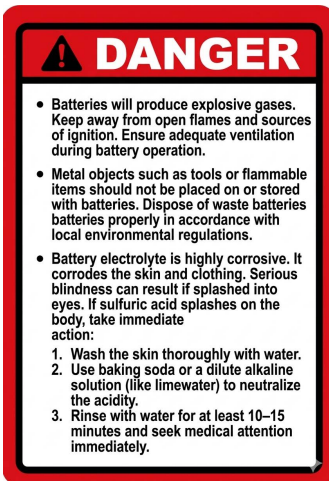 DANGER
• Batteries will produce explosive gases.
Keep away from open flames and sources
of ignition. Ensure adequate ventilation
during battery operation.
• Metal objects such as tools or flammable
items should not be placed on or stored
with batteries. Dispose of waste batteries
batteries properly in accordance with
local environmental regulations.
• Battery electrolyte is highly corrosive. It
corrodes the skin and clothing. Serious
blindness can result if splashed into
eyes. If sulfuric acid splashes on the
body, take immediate
action:
1. Wash the skin thoroughly with water.
2. Use baking soda or a dilute alkaline
solution (like limewater) to neutralize
the acidity.
3. Rinse with water for at least 10–15
minutes and seek medical attention
immediately.